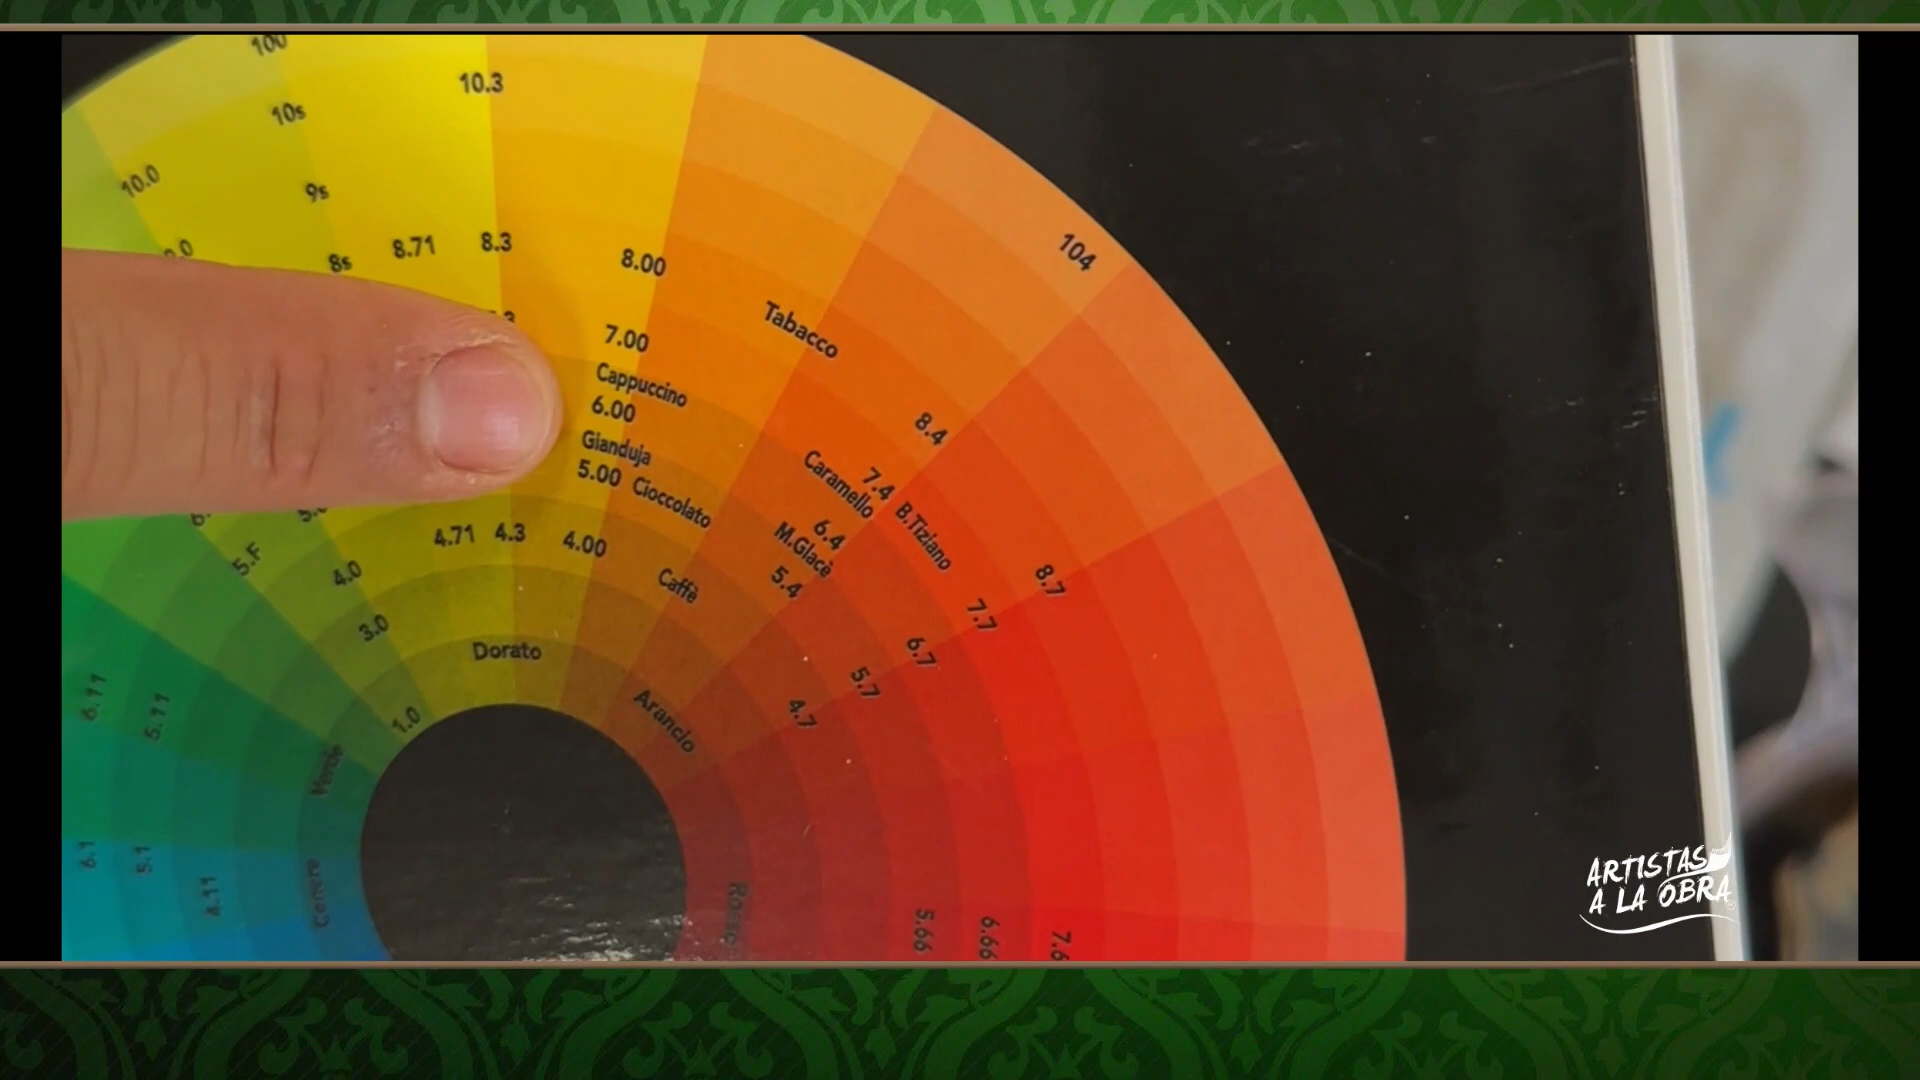 100
10.3
10s
10.0
9s
8s
8.71
8.3
8.00
104
7.00
Tabacco
Cappuccino
6.00
Gianduja
5.00
Cioccolato
8.4
7.4
Caramello
B.Tiziano
6.4
M.Glacè
5.4
4.71
4.3
4.00
Caffè
5.F
4.0
3.0
Dorato
1.0
Arancio
8.7
7.7
6.7
5.7
4.7
6.11
5.11
Verde
6.1
5.1
4.11
Cenere
Rosso
5.66
6.66
ARTISTAS
A LA OBRA